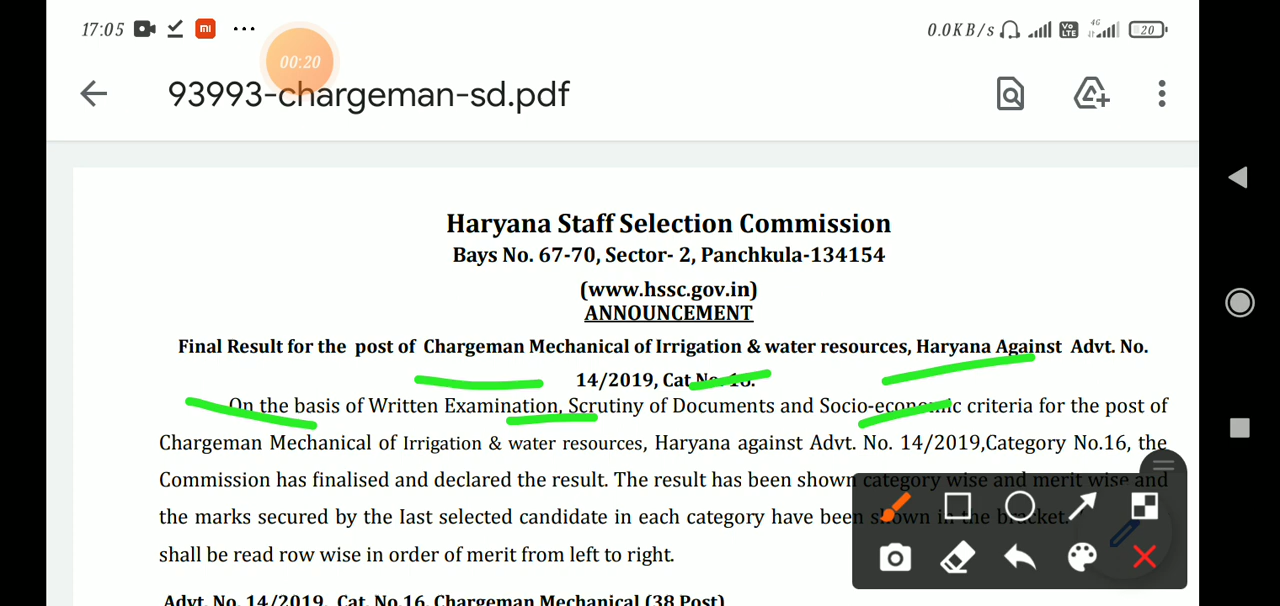 17:05
0.0KB/s
Vo LTE
4G
20
00:20
93993-chargeman-sd.pdf
Haryana Staff Selection Commission
Bays No. 67-70, Sector- 2, Panchkula-134154
(www.hssc.gov.in)
ANNOUNCEMENT
Final Result for the post of Chargeman Mechanical of Irrigation & water resources, Haryana Against Advt. No.
14/2019, Cat No. 16.
On the basis of Written Examination, Scrutiny of Documents and Socio-economic criteria for the post of
Chargeman Mechanical of Irrigation & water resources, Haryana against Advt. No. 14/2019,Category No.16, the
Commission has finalised and declared the result. The result has been shown category wise and merit wise and
the marks secured by the last selected candidate in each category have been shown in the bracket.
shall be read row wise in order of merit from left to right.
Advt. No. 14/2019, Cat. No.16, Chargeman Mechanical (38 Post)